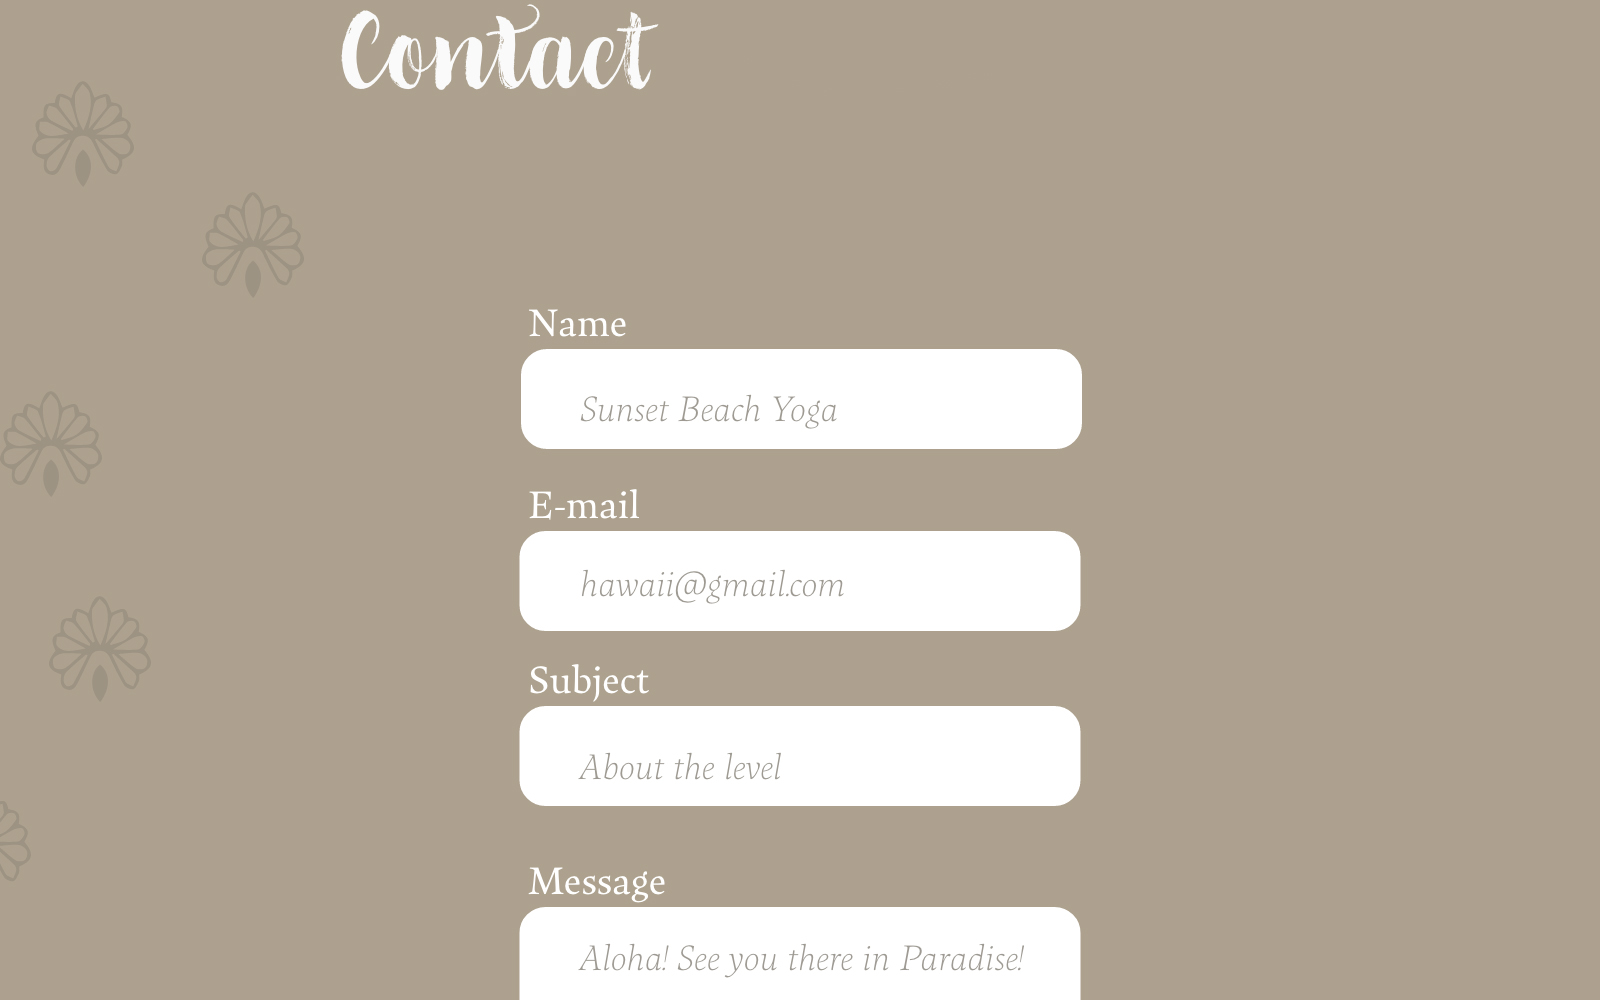 Contact
Name
Sunset Beach Yoga
E-mail
hawaii@gmail.com
Subject
About the level
Message
Aloha! See you there in Paradise!